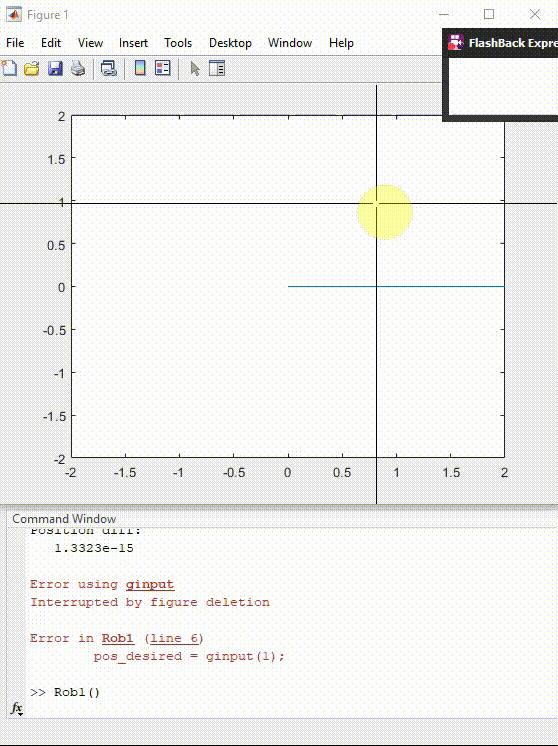 Figure 1
File Edit View Insert Tools Desktop Window Help
FlashBack Expre
2
1.5
1
0.5
0
-0.5
-1
-1.5
-2
-2 -1.5 -1 -0.5 0 0.5 1 1.5 2
Command Window
Position diff:
1.3323e-15
Error using ginput
Interrupted by figure deletion
Error in Rob1 (line 6)
pos_desired = ginput(1);
>> Rob1()
fx